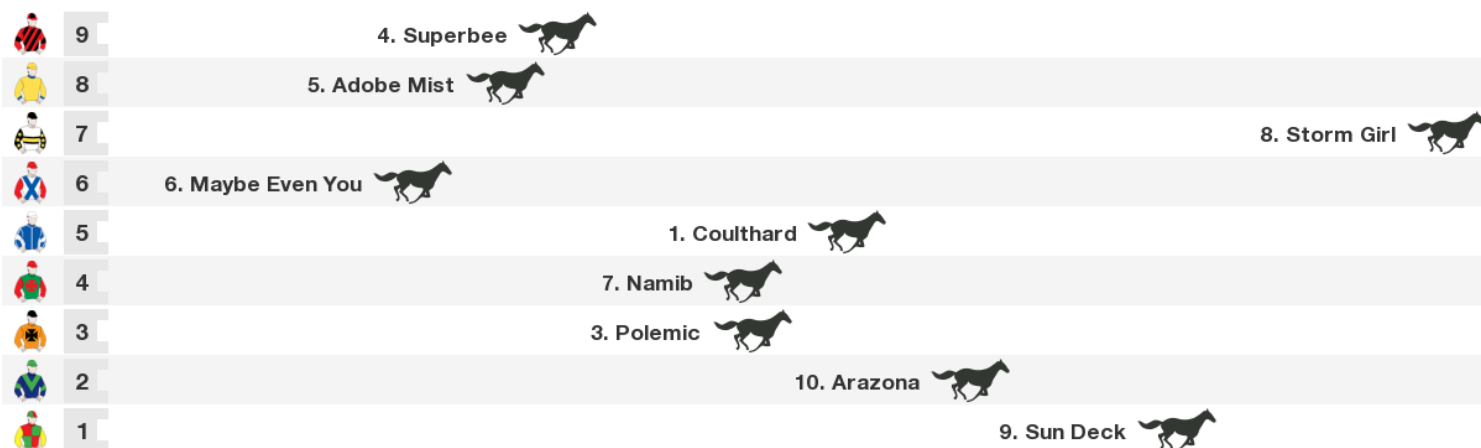 9 4. Superbee
8 5. Adobe Mist
7 8. Storm Girl
6 6. Maybe Even You
5 1. Coulthard
4 7. Namib
3 3. Polemic
2 10. Arazona
1 9. Sun Deck